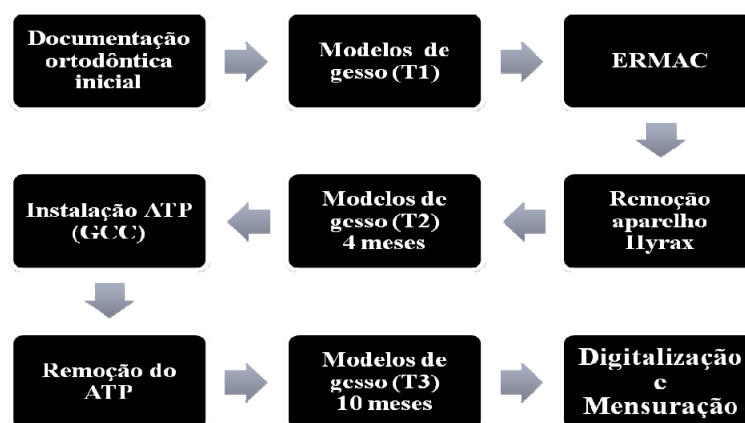 Documentação
ortodôntica
inicial
Modelos de
gesso (T1)
ERMAC
Remoção
aparelho
Hyrax
Modelos de
gesso (T2)
4 meses
Instalação ATP
(GCC)
Remoção do
ATP
Modelos de
gesso (T3)
10 meses
Digitalização
e
Mensuração